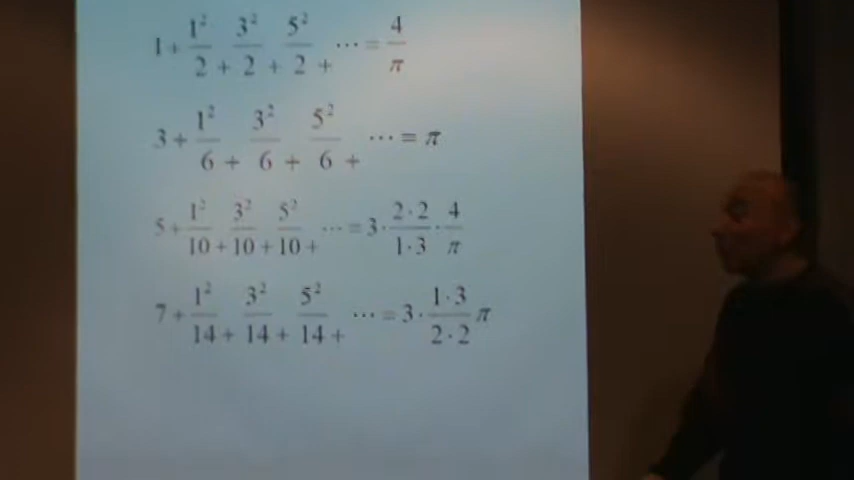 1 + 1²/2 + 3²/2 + 5²/2 + ⋯ = 4/π
3 + 1²/6 + 3²/6 + 5²/6 + ⋯ = π
5 + 1²/10 + 3²/10 + 5²/10 + ⋯ = 3 · 2·2/1·3 · 4/π
7 + 1²/14 + 3²/14 + 5²/14 + ⋯ = 3 · 1·3/2·2 π